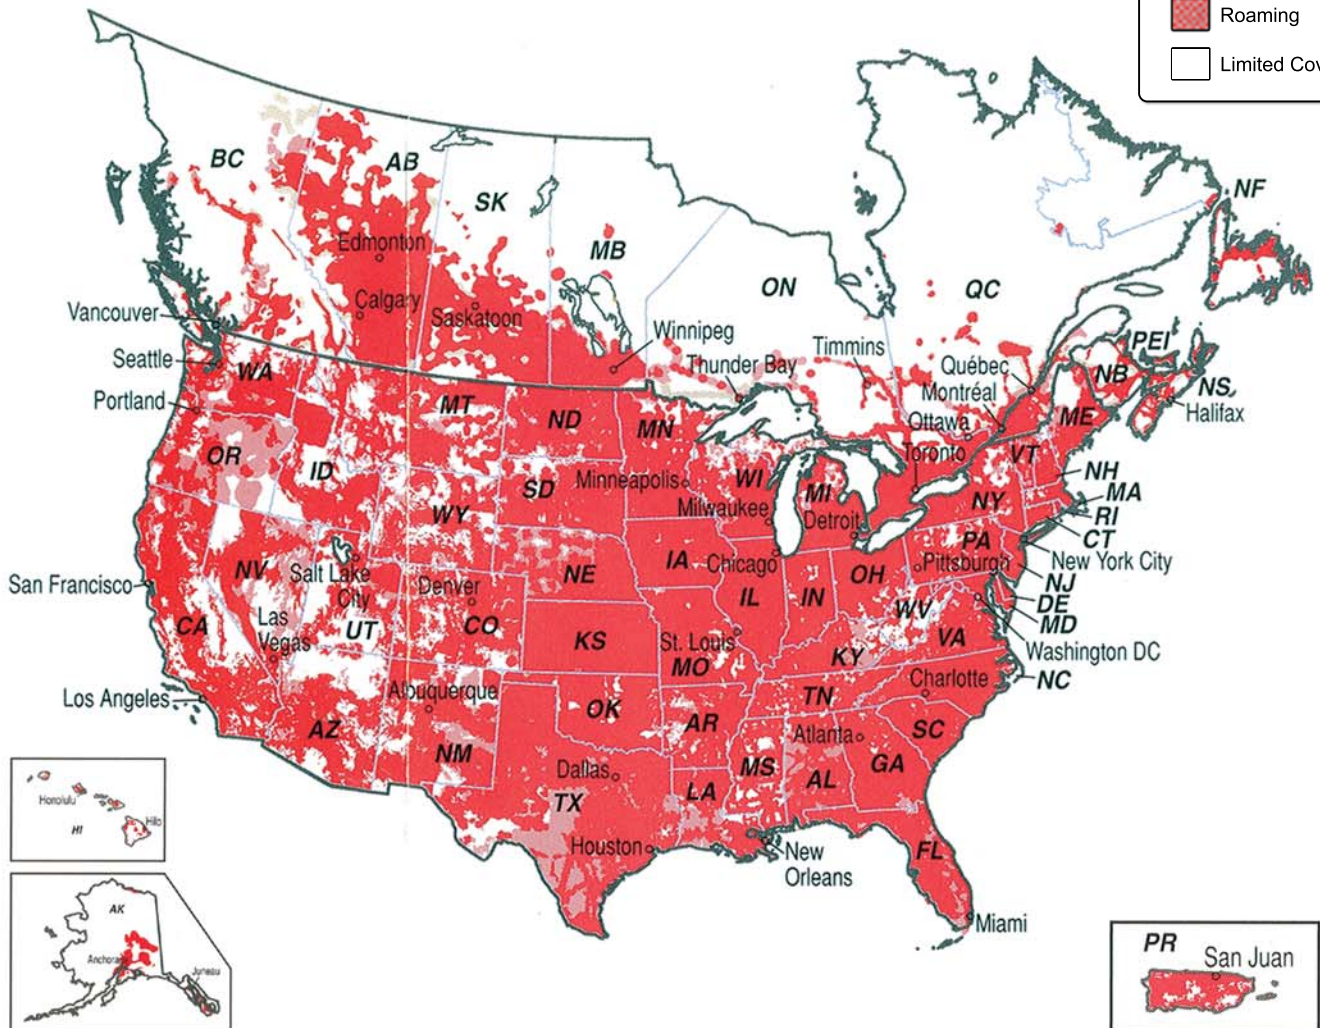 Roaming
Limited Cov
BC
AB
SK
MB
ON
QC
NF
Edmonton
Calgary
Saskatoon
Vancouver
Winnipeg
Seattle
WA
Thunder Bay
Timmins
Québec
PEI
NB
Portland
MT
ND
MN
Montréal
ME
NS
Halifax
Ottawa
OR
ID
SD
Minneapolis
WI
MI
Toronto
VT
NH
WY
Milwaukee
Detroit
NY
MA
RI
CT
San Francisco
NV
Salt Lake
City
Denver
NE
IA
Chicago
OH
PA
Pittsburgh
New York City
NJ
DE
MD
CA
Las
Vegas
UT
CO
KS
St. Louis
MO
IL
IN
WV
KY
VA
Washington DC
Los Angeles
Albuquerque
Charlotte
NC
AZ
NM
OK
AR
TN
SC
Atlanta
Dallas
TX
LA
MS
AL
GA
Houston
New
Orleans
FL
Miami
Honolulu
HI
Hilo
AK
Anchora
Juneau
PR
San Juan